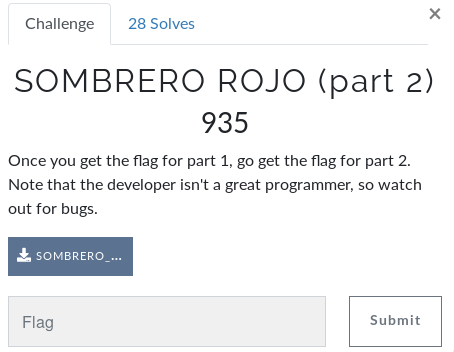 Challenge
28 Solves
×
SOMBRERO ROJO (part 2)
935
Once you get the flag for part 1, go get the flag for part 2.
Note that the developer isn't a great programmer, so watch
out for bugs.
SOMBRERO_...
Flag
Submit